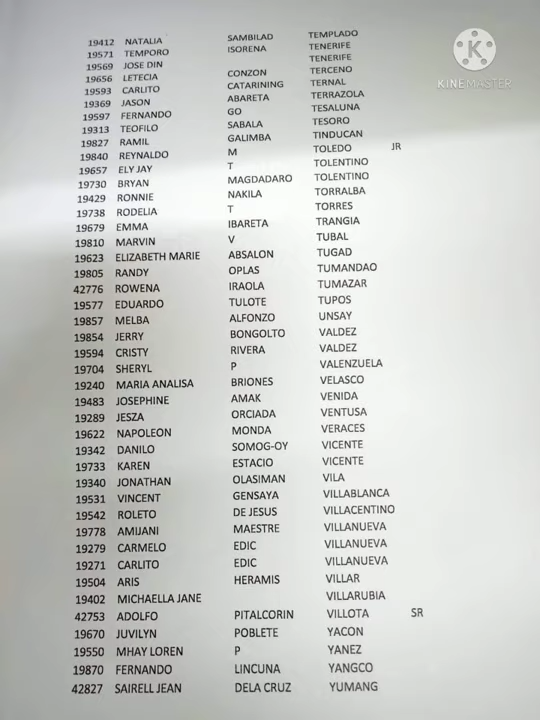 KINEMASTER
19412 NATALIA SAMBILAD TEMPLADO
19571 TEMPORO ISORENA TENERIFE
19569 JOSE DIN TENERIFE
19656 LETECIA CONZON TERCENO
19593 CARLITO CATARINING TERNAL
19369 JASON ABARETA TERRAZOLA
19597 FERNANDO GO TESALUNA
19313 TEOFILO SABALA TESORO
19827 RAMIL GALIMBA TINDUCAN
19840 REYNALDO M TOLEDO JR
19657 ELY JAY T TOLENTINO
19730 BRYAN MAGDADARO TOLENTINO
19429 RONNIE NAKILA TORRALBA
19738 RODELIA T TORRES
19679 EMMA IBARETA TRANGIA
19810 MARVIN V TUBAL
19623 ELIZABETH MARIE ABSALON TUGAD
19805 RANDY OPLAS TUMANDAO
42776 ROWENA IRAOLA TUMAZAR
19577 EDUARDO TULOTE TUPOS
19857 MELBA ALFONZO UNSAY
19854 JERRY BONGOLTO VALDEZ
19594 CRISTY RIVERA VALDEZ
19704 SHERYL P VALENZUELA
19240 MARIA ANALISA BRIONES VELASCO
19483 JOSEPHINE AMAK VENIDA
19289 JESZA ORCIADA VENTUSA
19622 NAPOLEON MONDA VERACES
19342 DANILO SOMOG-OY VICENTE
19733 KAREN ESTACIO VICENTE
19340 JONATHAN OLASIMAN VILA
19531 VINCENT GENSAYA VILLABLANCA
19542 ROLETO DE JESUS VILLACENTINO
19778 AMIJANI MAESTRE VILLANUEVA
19279 CARMELO EDIC VILLANUEVA
19271 CARLITO EDIC VILLANUEVA
19504 ARIS HERAMIS VILLAR
19402 MICHAELLA JANE VILLARUBIA
42753 ADOLFO PITALCORIN VILLOTA SR
19670 JUVILYN POBLETE YACON
19550 MHAY LOREN P YANEZ
19870 FERNANDO LINCUNA YANGCO
42827 SAIRELL JEAN DELA CRUZ YUMANG